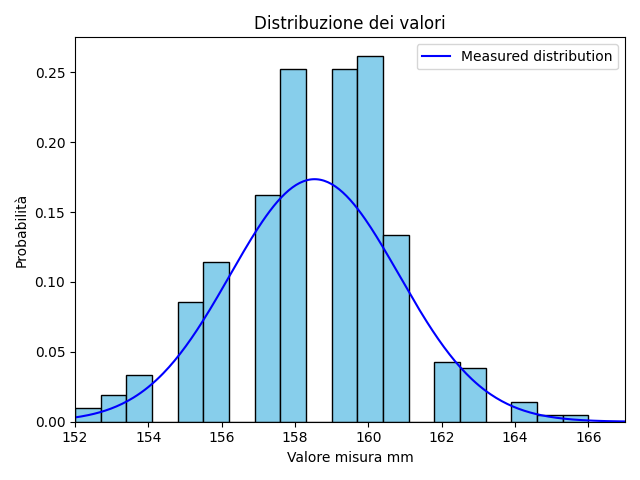 Distribuzione dei valori
Measured distribution
Probabilità
0.25
0.20
0.15
0.10
0.05
0.00
152 154 156 158 160 162 164 166
Valore misura mm